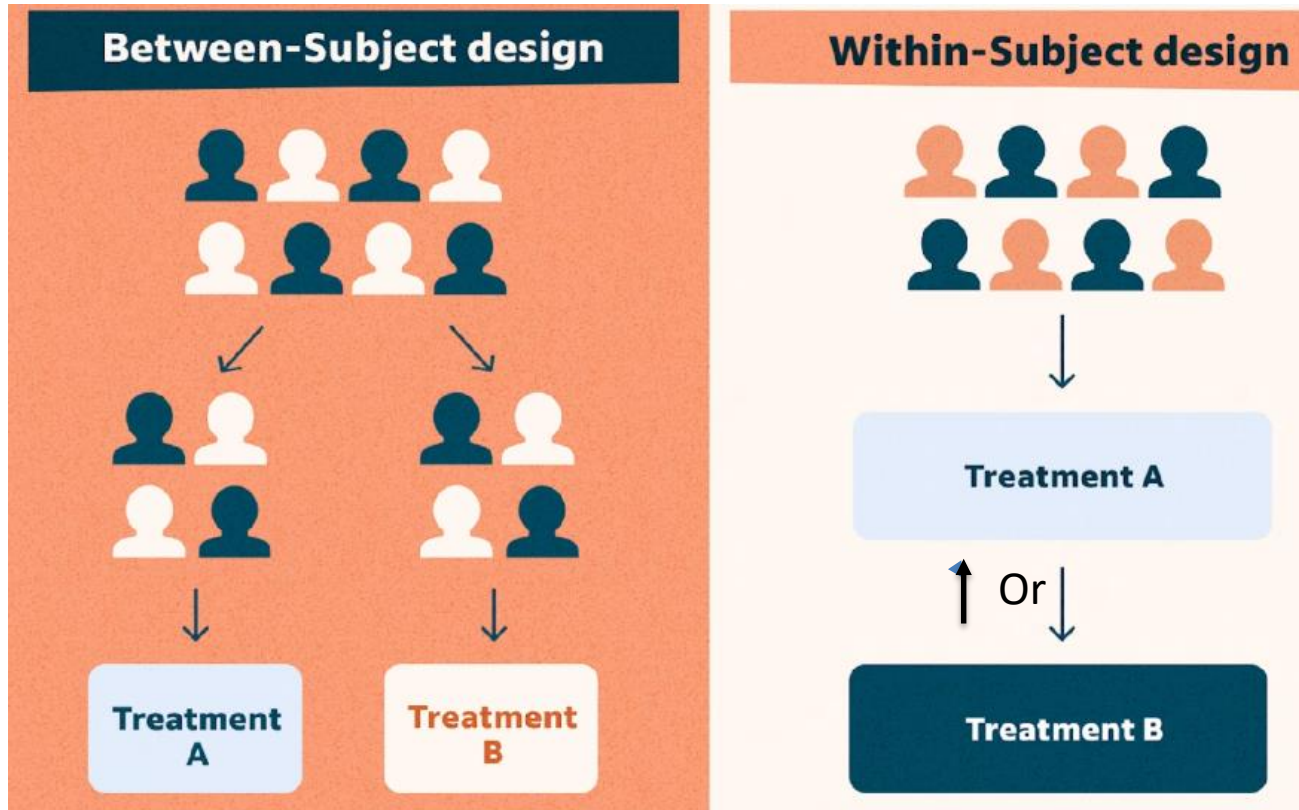 Between-Subject design
Treatment
A
Treatment
B
Within-Subject design
Treatment A
Or
Treatment B